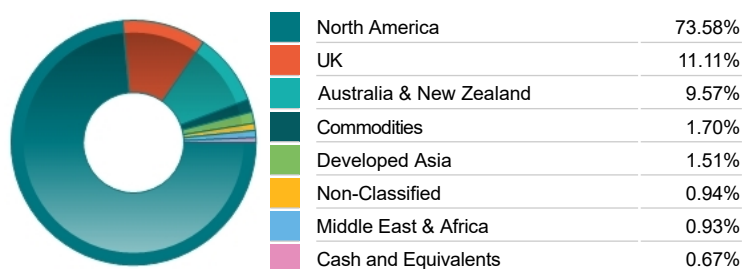 North America 73.58%
UK 11.11%
Australia & New Zealand 9.57%
Commodities 1.70%
Developed Asia 1.51%
Non-Classified 0.94%
Middle East & Africa 0.93%
Cash and Equivalents 0.67%